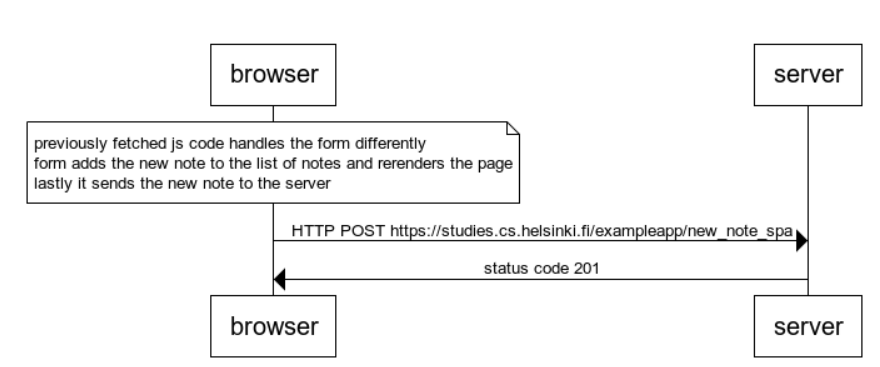 browser
server
previously fetched js code handles the form differently
form adds the new note to the list of notes and rerenders the page
lastly it sends the new note to the server
HTTP POST https://studies.cs.helsinki.fi/exampleapp/new_note_spa
status code 201
browser
server